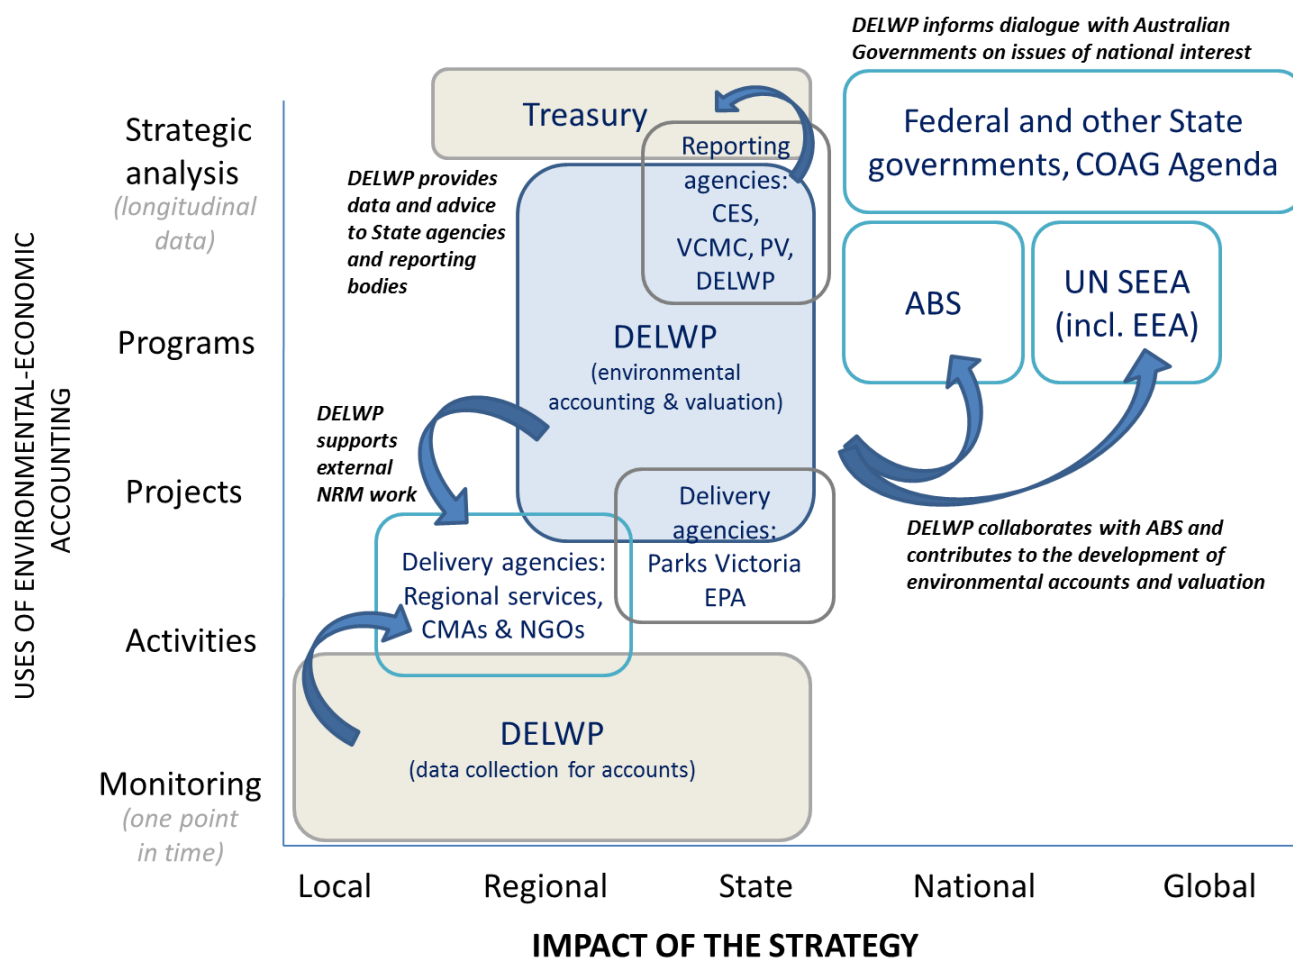 DELWP informs dialogue with Australian
Governments on issues of national interest
Treasury
Federal and other State
governments, COAG Agenda
Strategic
analysis
(longitudinal
data)
Reporting
agencies:
CES,
VCMC, PV,
DELWP
DELWP provides
data and advice
to State agencies
and reporting
bodies
ABS
UN SEEA
(incl. EEA)
USES OF ENVIRONMENTAL-ECONOMIC
ACCOUNTING
Programs
DELWP
(environmental
accounting & valuation)
DELWP
supports
external
NRM work
Projects
Delivery
agencies:
Parks Victoria
EPA
DELWP collaborates with ABS and
contributes to the development of
environmental accounts and valuation
Delivery agencies:
Regional services,
CMAs & NGOs
Activities
DELWP
(data collection for accounts)
Monitoring
(one point
in time)
Local
Regional
State
National
Global
IMPACT OF THE STRATEGY